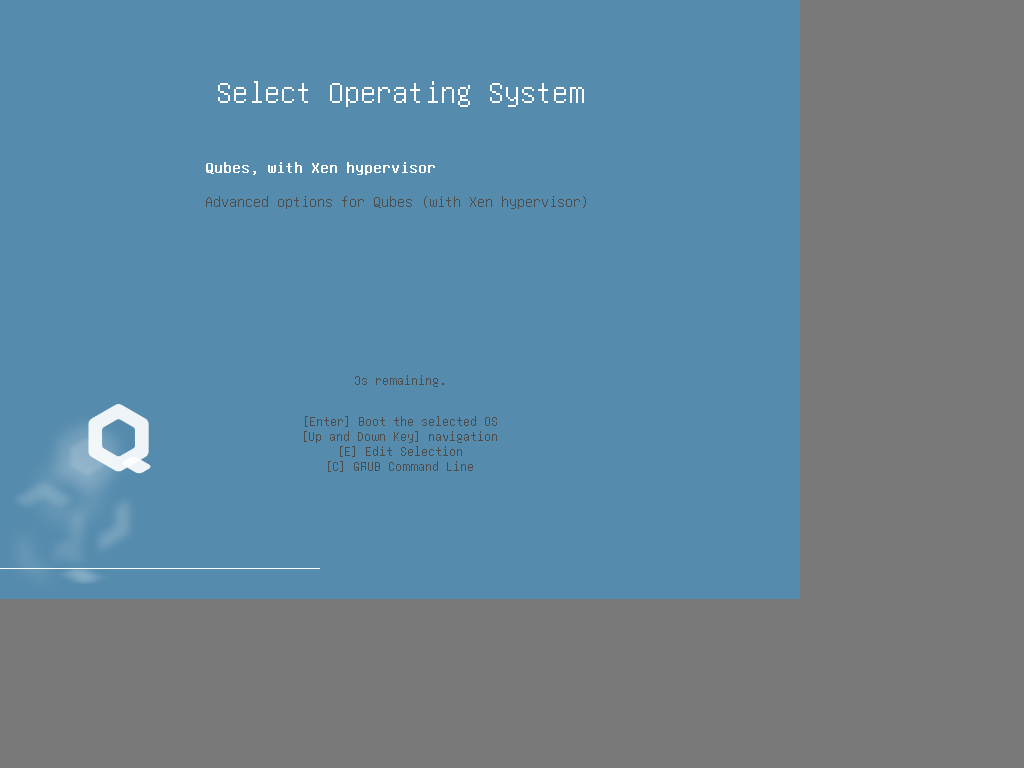 Select Operating System
Qubes, with Xen hypervisor
Advanced options for Qubes (with Xen hypervisor)
0s remaining.
[Enter] Boot the selected OS
[Up and Down Key] navigation
[E] Edit Selection
[C] GRUB Command Line